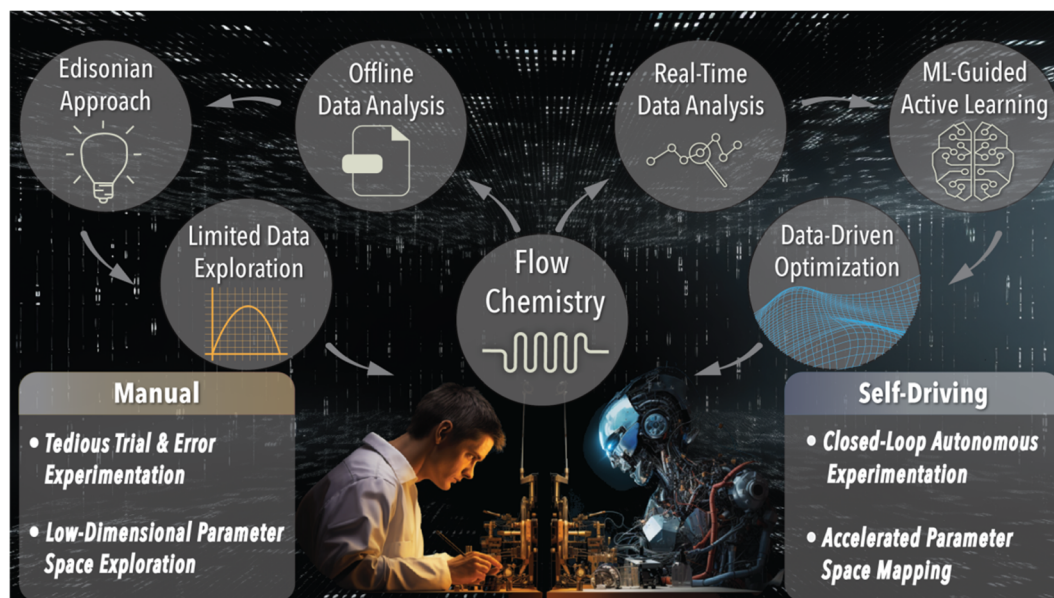 Edisonian
Approach
Offline
Data Analysis
Real-Time
Data Analysis
ML-Guided
Active Learning
Limited Data
Exploration
Flow
Chemistry
Data-Driven
Optimization
Manual
• Tedious Trial & Error
Experimentation
• Low-Dimensional Parameter
Space Exploration
Self-Driving
• Closed-Loop Autonomous
Experimentation
• Accelerated Parameter
Space Mapping